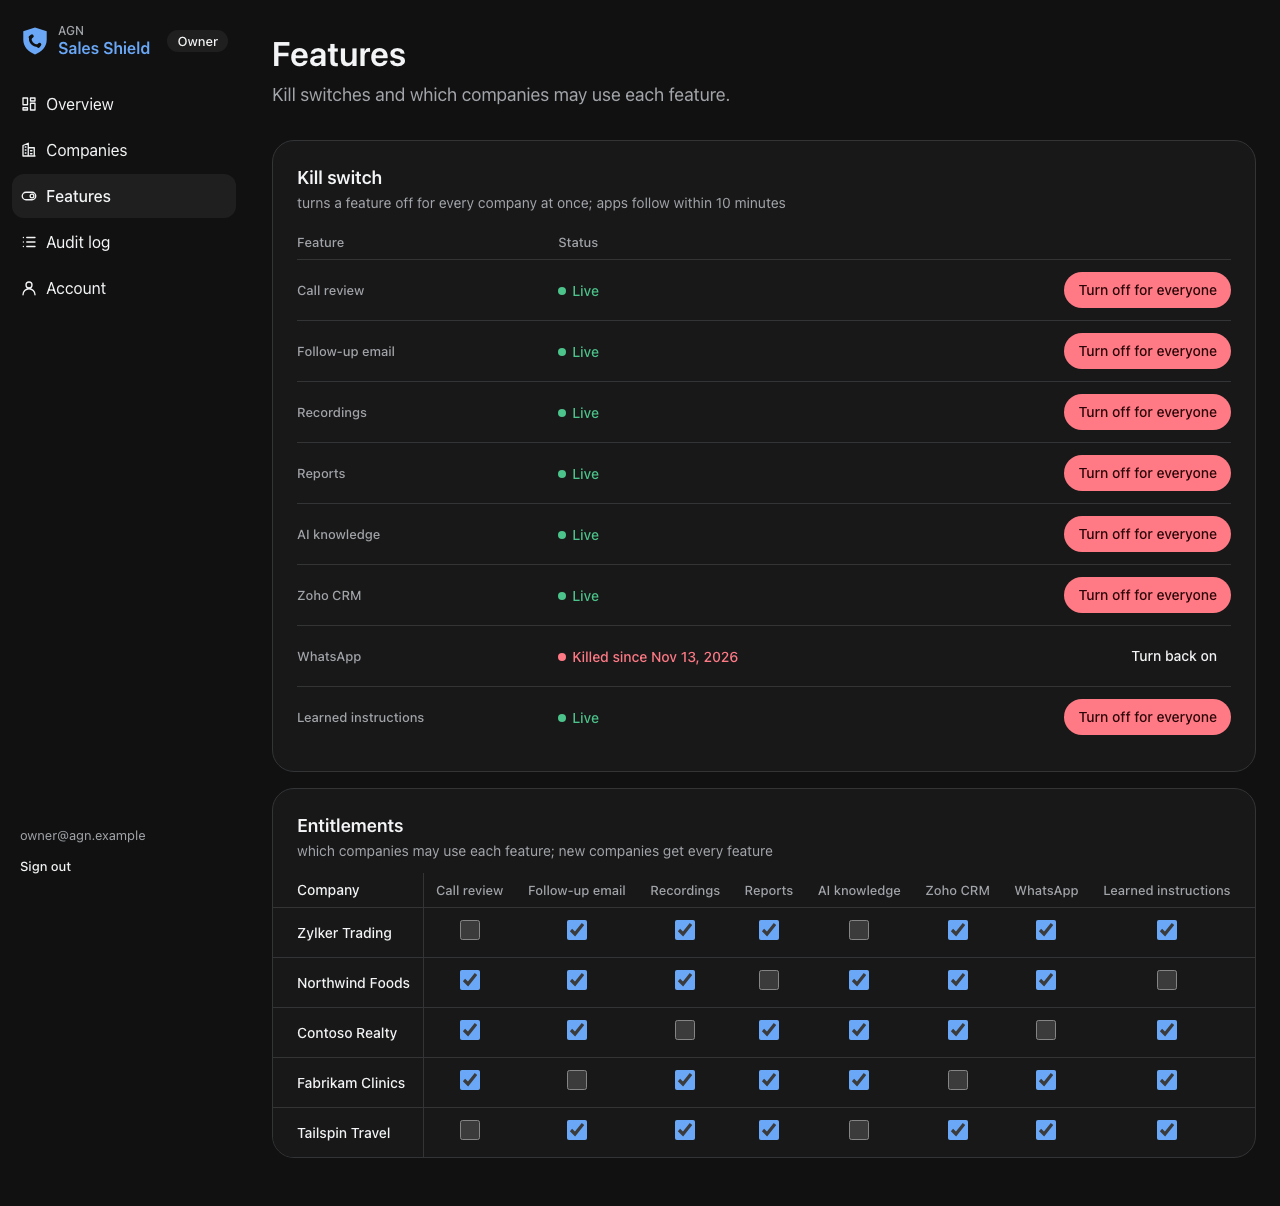 AGN
Sales Shield
Owner
Overview
Companies
Features
Audit log
Account
owner@agn.example
Sign out
Features
Kill switches and which companies may use each feature.
Kill switch
turns a feature off for every company at once; apps follow within 10 minutes
Feature Status
Call review Live Turn off for everyone
Follow-up email Live Turn off for everyone
Recordings Live Turn off for everyone
Reports Live Turn off for everyone
AI knowledge Live Turn off for everyone
Zoho CRM Live Turn off for everyone
WhatsApp Killed since Nov 13, 2026 Turn back on
Learned instructions Live Turn off for everyone
Entitlements
which companies may use each feature; new companies get every feature
Company Call review Follow-up email Recordings Reports AI knowledge Zoho CRM WhatsApp Learned instructions
Zylker Trading
Northwind Foods
Contoso Realty
Fabrikam Clinics
Tailspin Travel